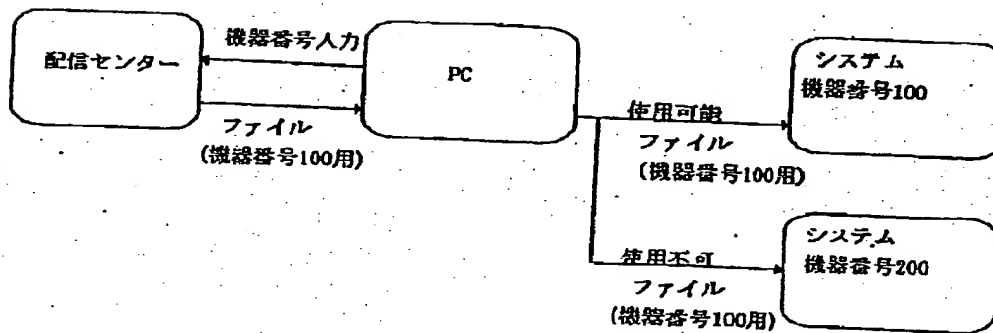 配信センター
機器番号入力
ファイル
(機器番号100用)
PC
使用可能
ファイル
(機器番号100用)
システム
機器番号100
使用不可
ファイル
(機器番号100用)
システム
機器番号200